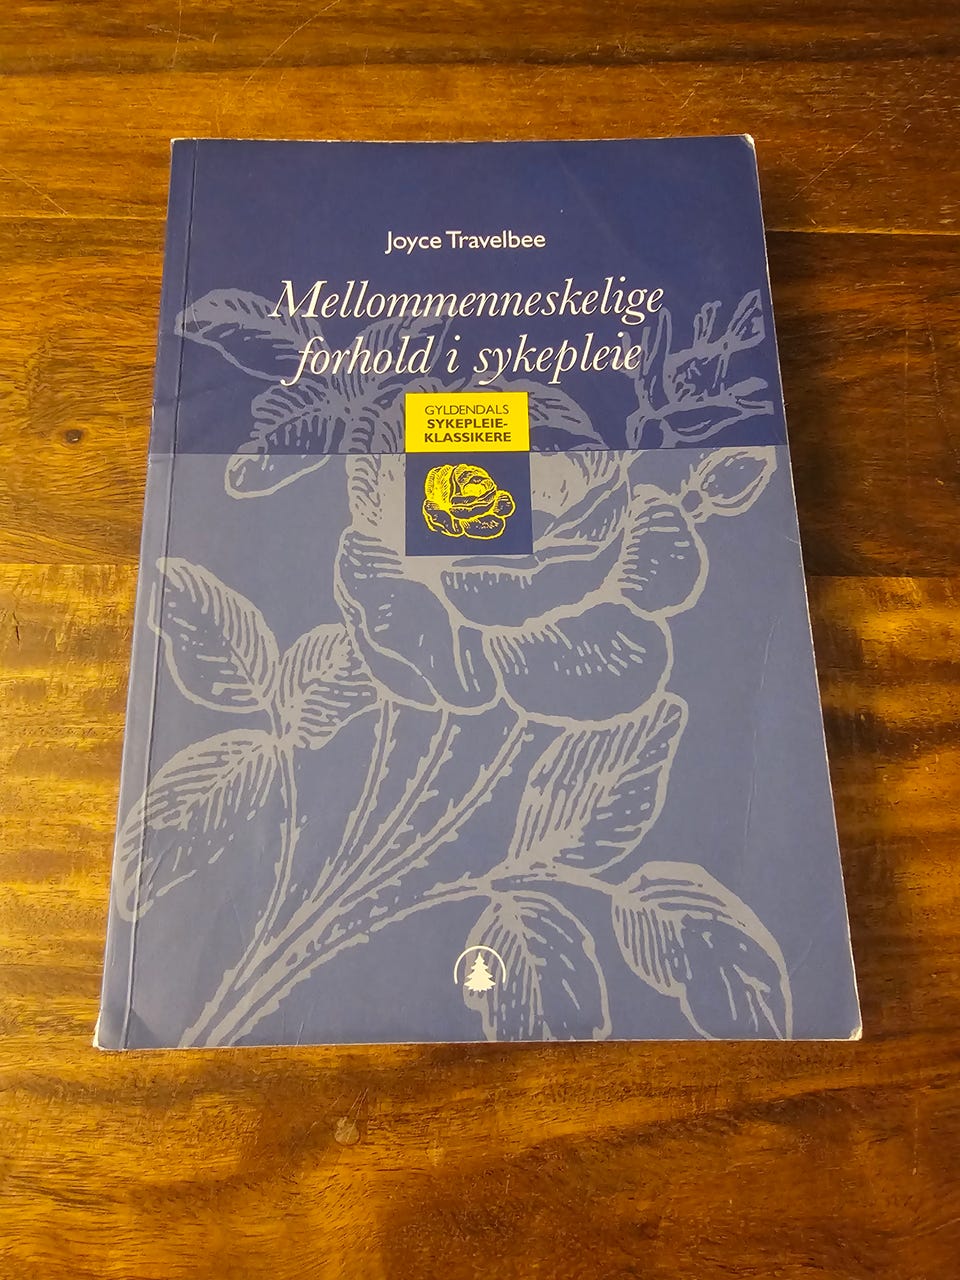 Joyce Travelbee
Mellommenneskelige
forhold i sykepleie
GYLDENDALS
SYKEPLEIE-
KLASSIKERE